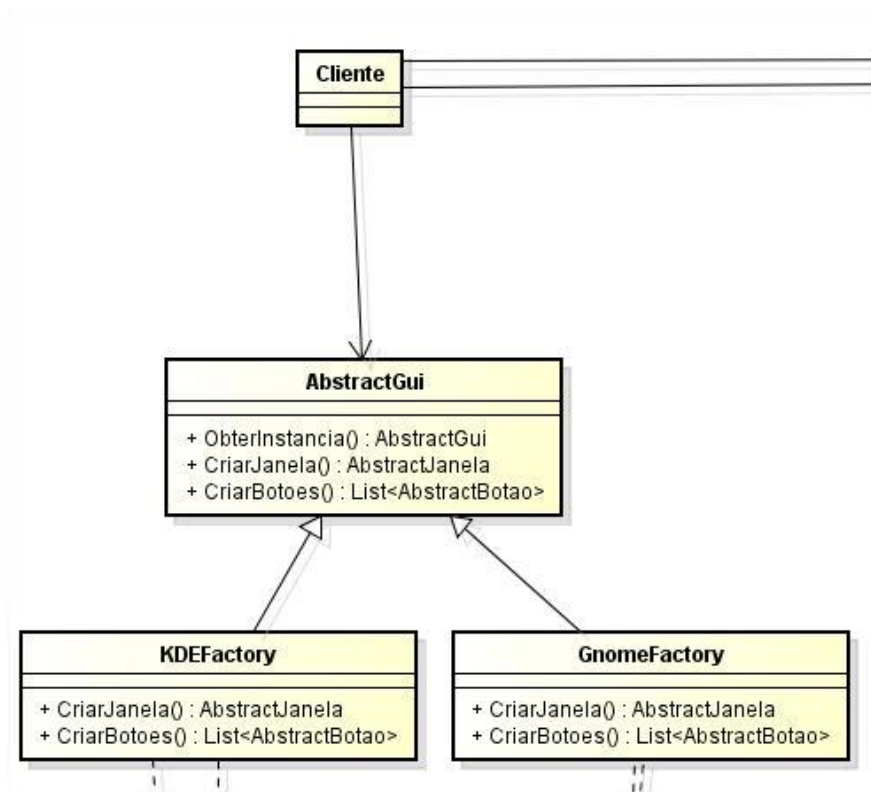 Cliente
AbstractGui
+ ObterInstancia() : AbstractGui
+ CriarJanela() : AbstractJanela
+ CriarBotoes() : List<AbstractBotao>
KDEFactory
+ CriarJanela() : AbstractJanela
+ CriarBotoes() : List<AbstractBotao>
GnomeFactory
+ CriarJanela() : AbstractJanela
+ CriarBotoes() : List<AbstractBotao>